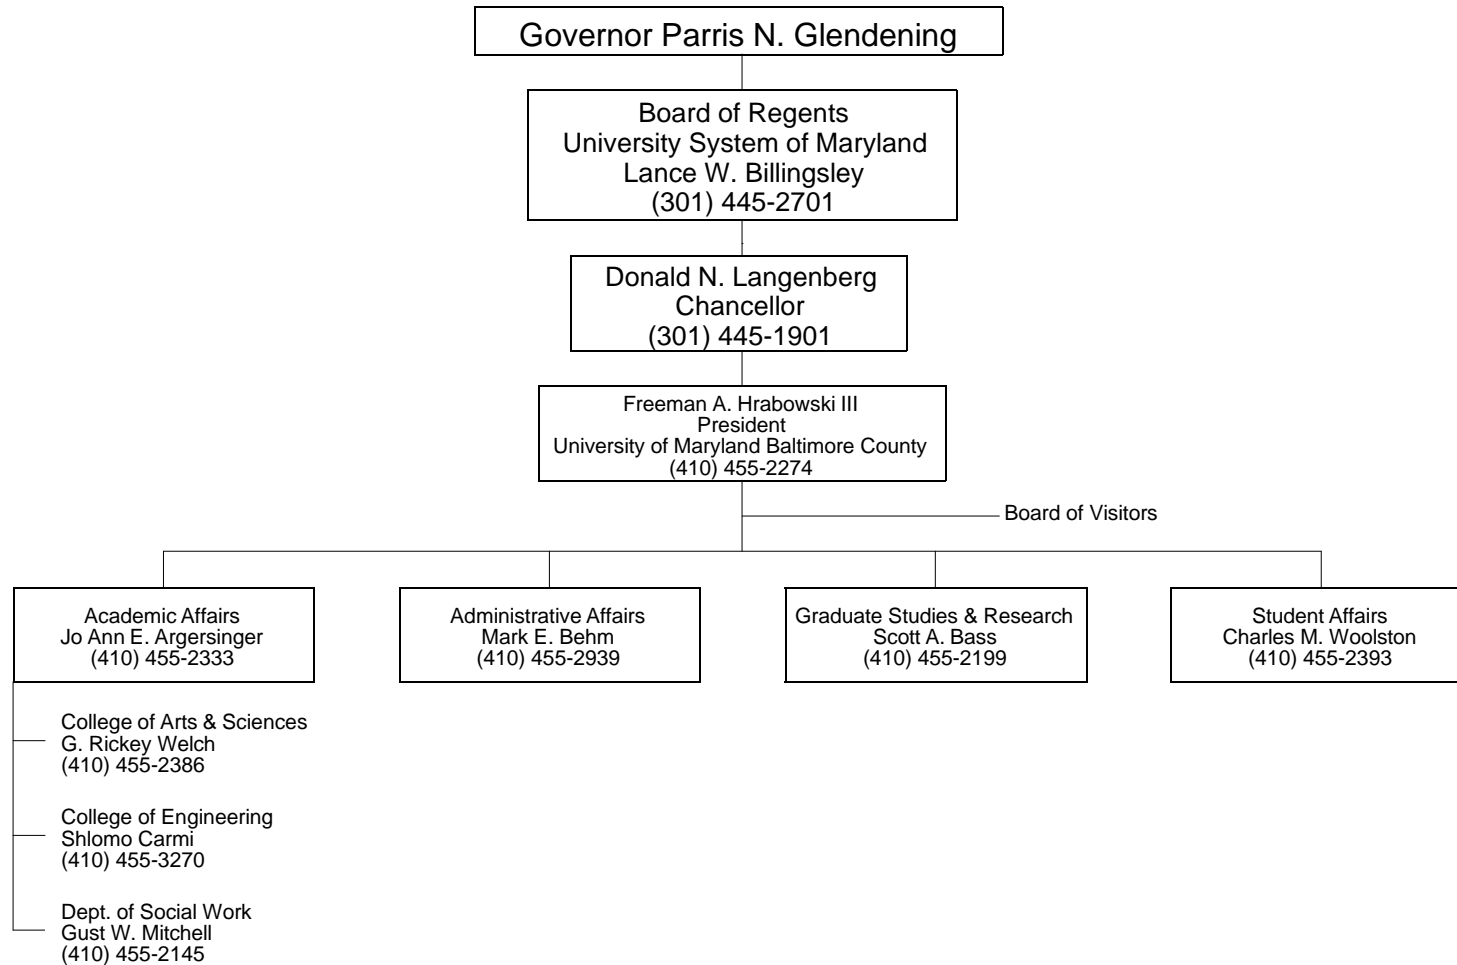 Governor Parris N. Glendening
Board of Regents
University System of Maryland
Lance W. Billingsley
(301) 445-2701
Donald N. Langenberg
Chancellor
(301) 445-1901
Freeman A. Hrabowski III
President
University of Maryland Baltimore County
(410) 455-2274
Board of Visitors
Academic Affairs
Jo Ann E. Argersinger
(410) 455-2333
Administrative Affairs
Mark E. Behm
(410) 455-2939
Graduate Studies & Research
Scott A. Bass
(410) 455-2199
Student Affairs
Charles M. Woolston
(410) 455-2393
College of Arts & Sciences
G. Rickey Welch
(410) 455-2386
College of Engineering
Shlomo Carmi
(410) 455-3270
Dept. of Social Work
Gust W. Mitchell
(410) 455-2145